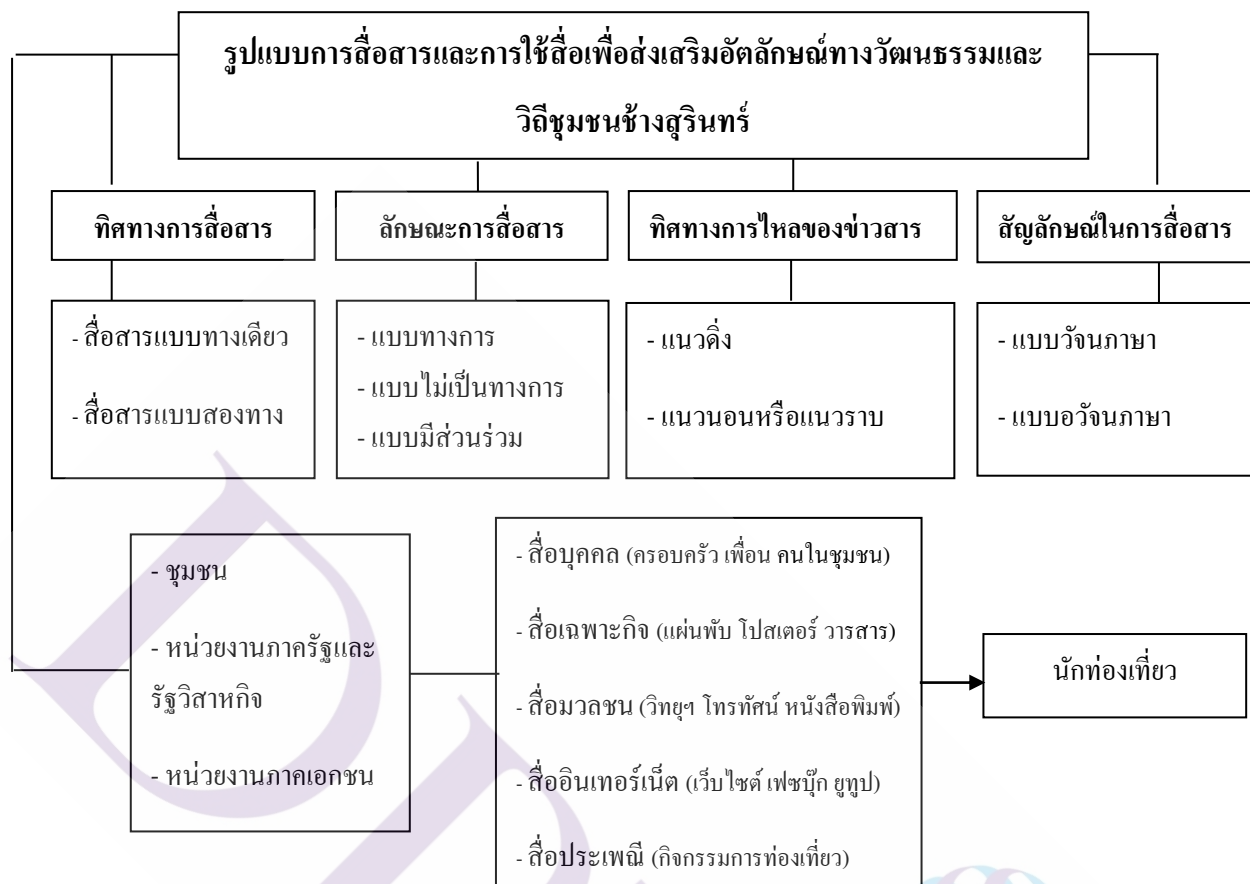 รูปแบบการสื่อสารและการใช้สื่อเพื่อส่งเสริมอัตลักษณ์ทางวัฒนธรรมและ
วิถีชุมชนช้างสุรินทร์
ทิศทางการสื่อสาร
ลักษณะการสื่อสาร
ทิศทางการไหลของข่าวสาร
สัญลักษณ์ในการสื่อสาร
- สื่อสารแบบทางเดียว
- สื่อสารแบบสองทาง
- แบบทางการ
- แบบไม่เป็นทางการ
- แบบมีส่วนร่วม
- แนวดิ่ง
- แนวนอนหรือแนวราบ
- แบบวัจนภาษา
- แบบอวัจนภาษา
- ชุมชน
- หน่วยงานภาครัฐและ
รัฐวิสาหกิจ
- หน่วยงานภาคเอกชน
- สื่อบุคคล (ครอบครัว เพื่อน คนในชุมชน)
- สื่อเฉพาะกิจ (แผ่นพับ โปสเตอร์ วารสาร)
- สื่อมวลชน (วิทยุฯ โทรทัศน์ หนังสือพิมพ์)
- สื่ออินเทอร์เน็ต (เว็บไซต์ เฟซบุ๊ก ยูทูป)
- สื่อประเพณี (กิจกรรมการท่องเที่ยว)
นักท่องเที่ยว